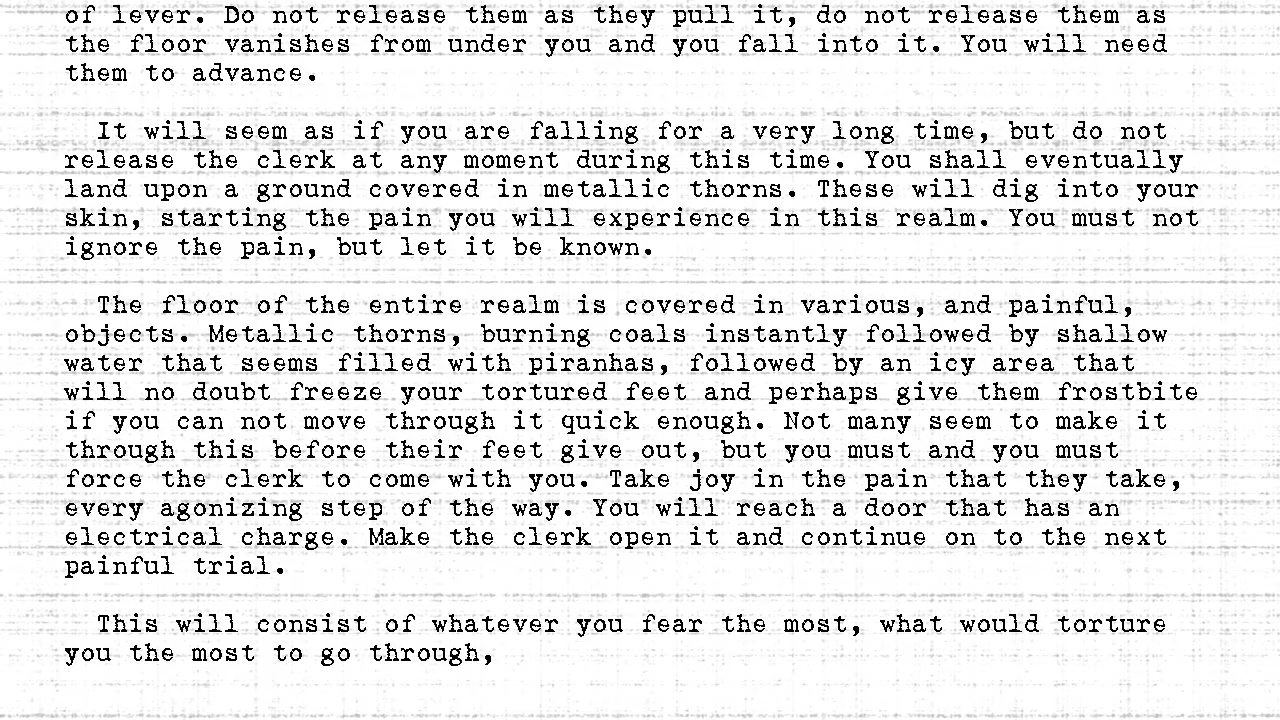 of lever. Do not release them as they pull it, do not release them as
the floor vanishes from under you and you fall into it. You will need
them to advance.
It will seem as if you are falling for a very long time, but do not
release the clerk at any moment during this time. You shall eventually
land upon a ground covered in metallic thorns. These will dig into your
skin, starting the pain you will experience in this realm. You must not
ignore the pain, but let it be known.
The floor of the entire realm is covered in various, and painful,
objects. Metallic thorns, burning coals instantly followed by shallow
water that seems filled with piranhas, followed by an icy area that
will no doubt freeze your tortured feet and perhaps give them frostbite
if you can not move through it quick enough. Not many seem to make it
through this before their feet give out, but you must and you must
force the clerk to come with you. Take joy in the pain that they take,
every agonizing step of the way. You will reach a door that has an
electrical charge. Make the clerk open it and continue on to the next
painful trial.
This will consist of whatever you fear the most, what would torture
you the most to go through,